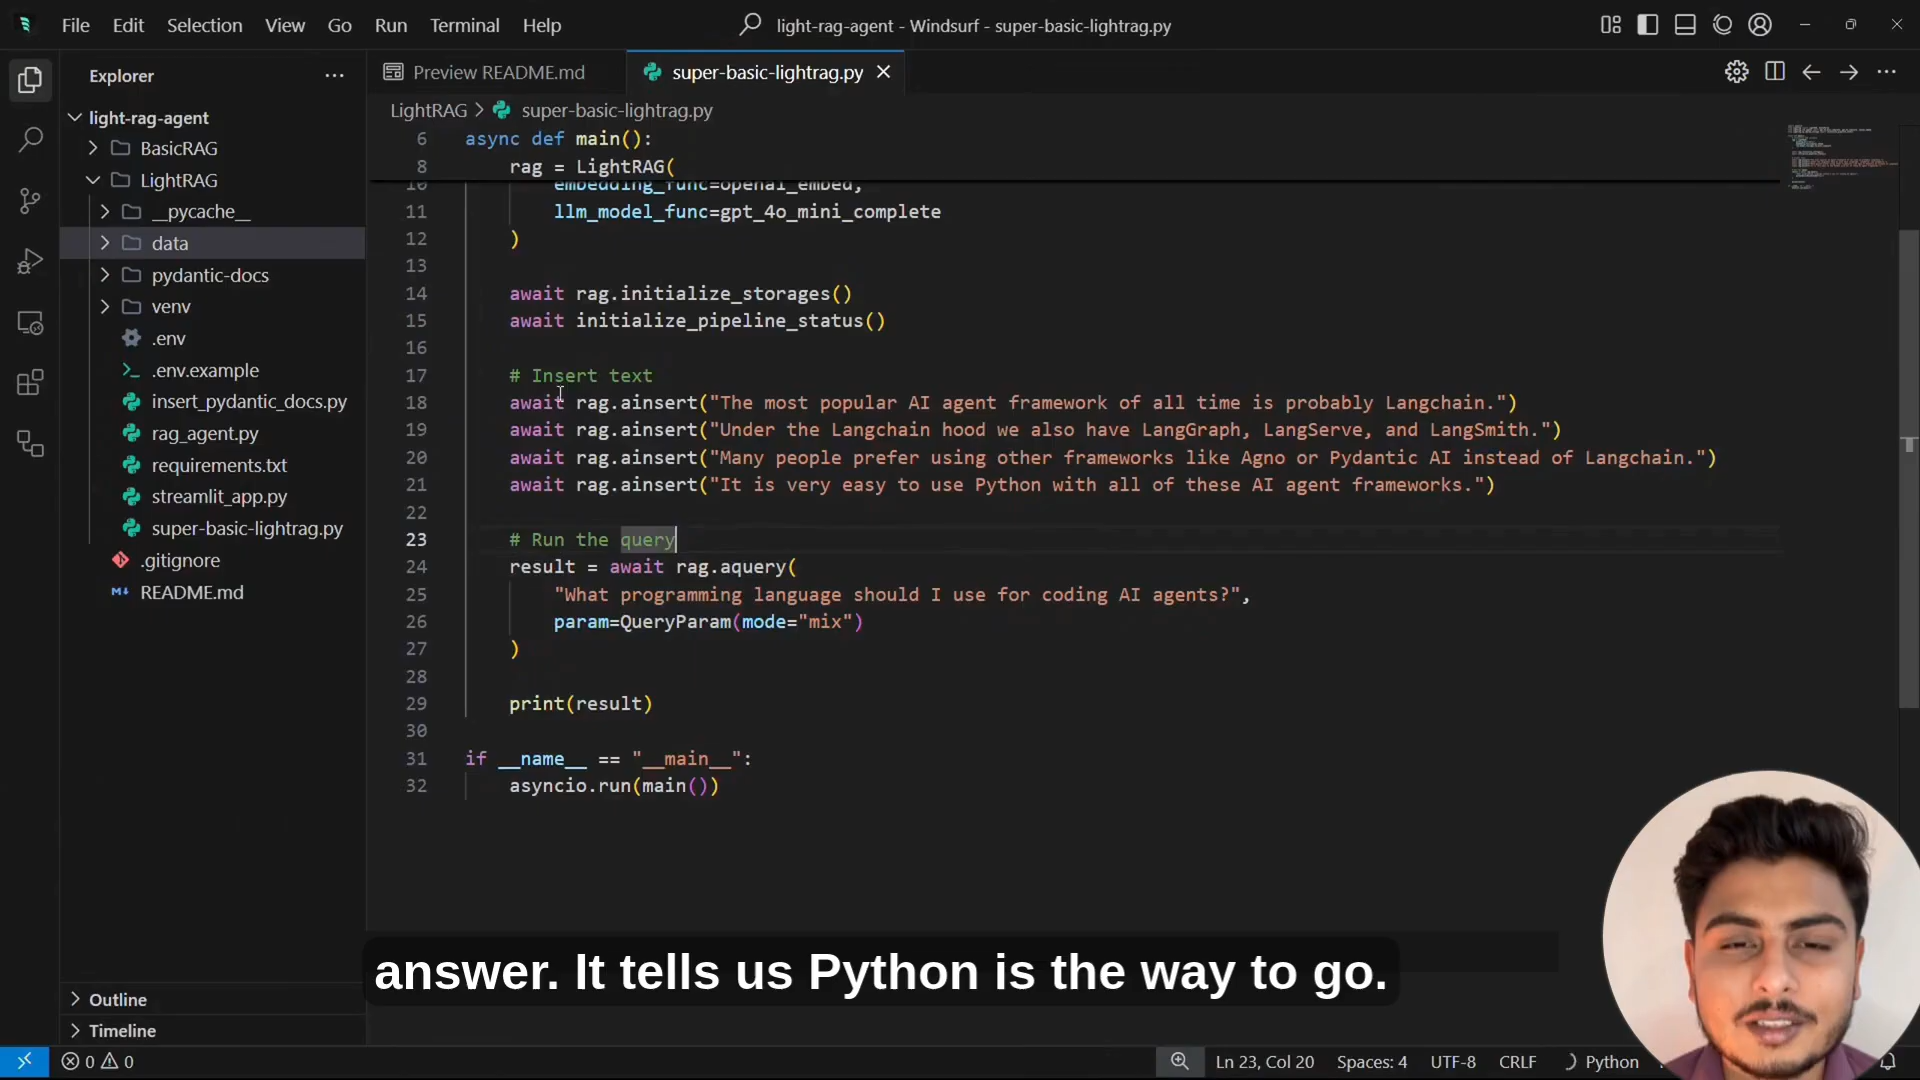 File Edit Selection View Go Run Terminal Help
light-rag-agent - Windsurf - super-basic-lightrag.py
Explorer
Preview README.md
super-basic-lightrag.py
LightRAG > super-basic-lightrag.py
light-rag-agent
BasicRAG
LightRAG
__pycache__
data
pydantic-docs
venv
.env
.env.example
insert_pydantic_docs.py
rag_agent.py
requirements.txt
streamlit_app.py
super-basic-lightrag.py
.gitignore
README.md
Outline
Timeline
6 async def main():
8 rag = LightRAG(
10 embedding_func=openai_embed,
11 llm_model_func=gpt_4o_mini_complete
12 )
13
14 await rag.initialize_storages()
15 await initialize_pipeline_status()
16
17 # Insert text
18 await rag.ainsert("The most popular AI agent framework of all time is probably Langchain.")
19 await rag.ainsert("Under the Langchain hood we also have LangGraph, LangServe, and LangSmith.")
20 await rag.ainsert("Many people prefer using other frameworks like Agno or Pydantic AI instead of Langchain.")
21 await rag.ainsert("It is very easy to use Python with all of these AI agent frameworks.")
22
23 # Run the query
24 result = await rag.aquery(
25 "What programming language should I use for coding AI agents?",
26 param=QueryParam(mode="mix")
27 )
28
29 print(result)
30
31 if __name__ == "__main__":
32 asyncio.run(main())
answer. It tells us Python is the way to go.
0 0
Ln 23, Col 20 Spaces: 4 UTF-8 CRLF Python